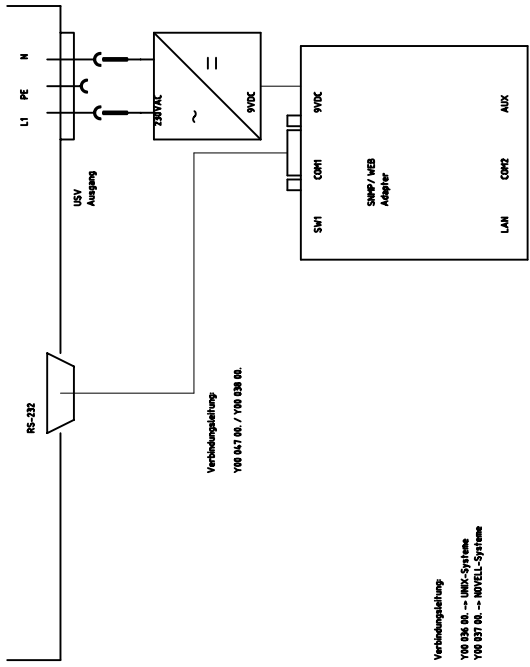 N
PE
L1
230VAC
~
9VDC
USV
Ausgang
9VDC
COM1
SW1
SNMP/ WEB
Adapter
AUX
COM2
LAN
RS-232
Verbindungsleitung:
Y00 047 00. / Y00 038 00.
Verbindungsleitung:
Y00 036 00. -> UNIX-Systeme
Y00 037 00. -> NOVELL-Systeme